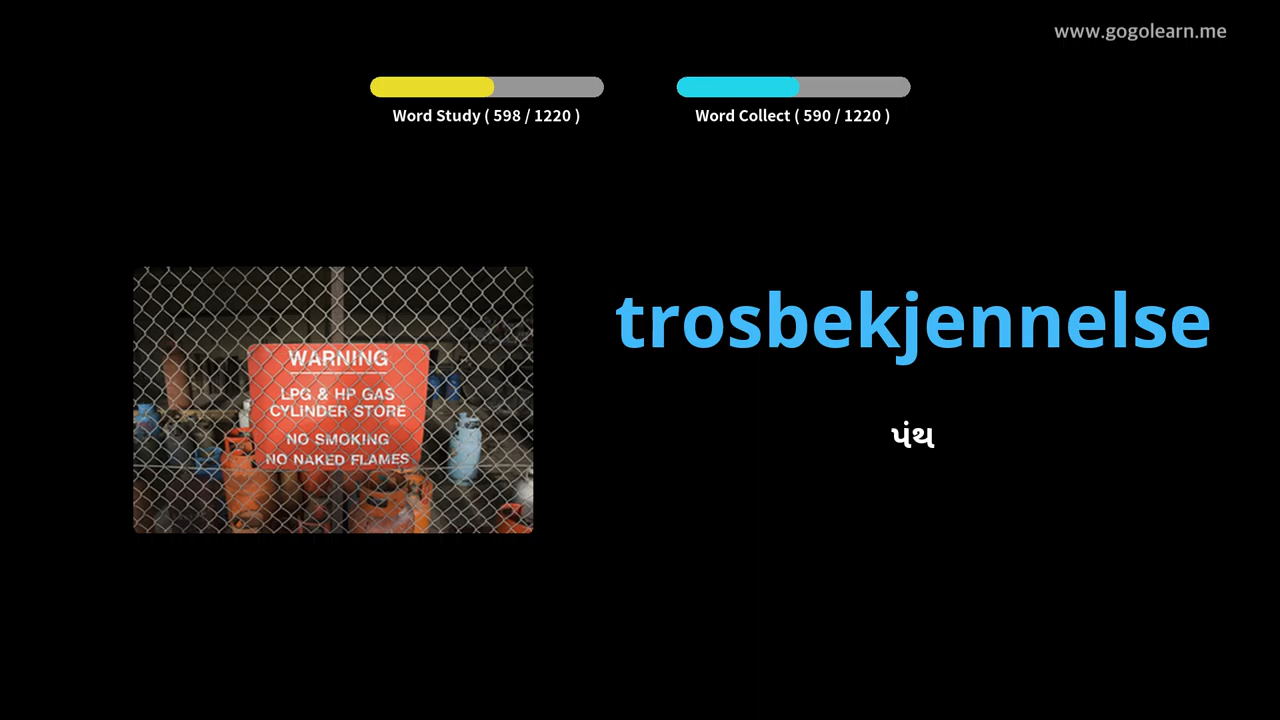 www.gogolearn.me
Word Study ( 598 / 1220 )
Word Collect ( 590 / 1220 )
WARNING
LPG & HP GAS
CYLINDER STORE
NO SMOKING
NO NAKED FLAMES
trosbekjennelse
પંથ